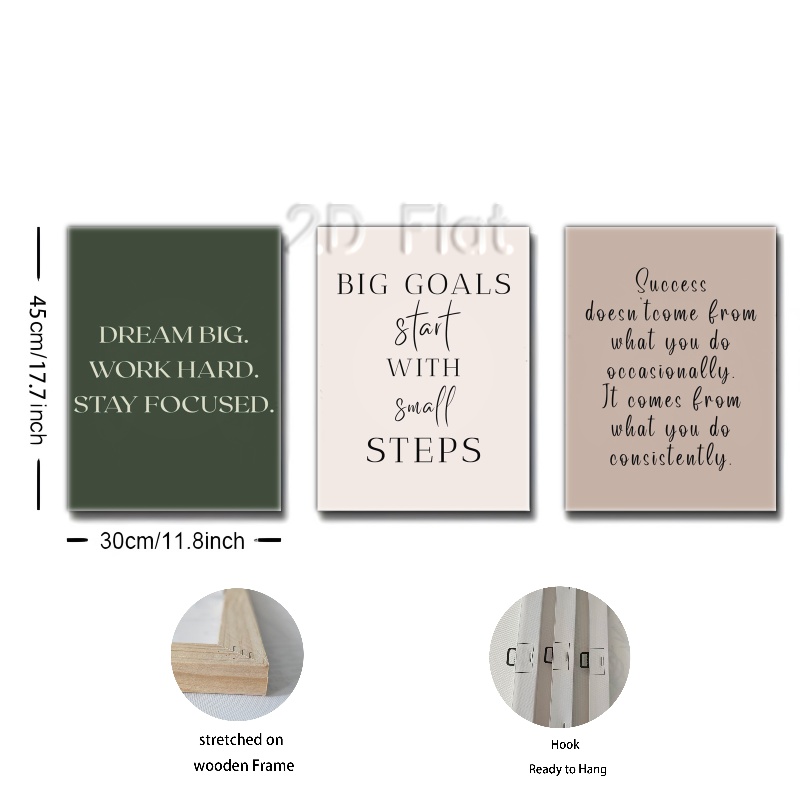 2.D Flat.
DREAM BIG.
WORK HARD.
STAY FOCUSED.
BIG GOALS
start
WITH
small
STEPS
Success
doesn'tcome from
what you do
occasionally.
It comes from
what you do
consistently.
45cm/17.7inch
30cm/11.8inch
stretched on
wooden Frame
Hook
Ready to Hang